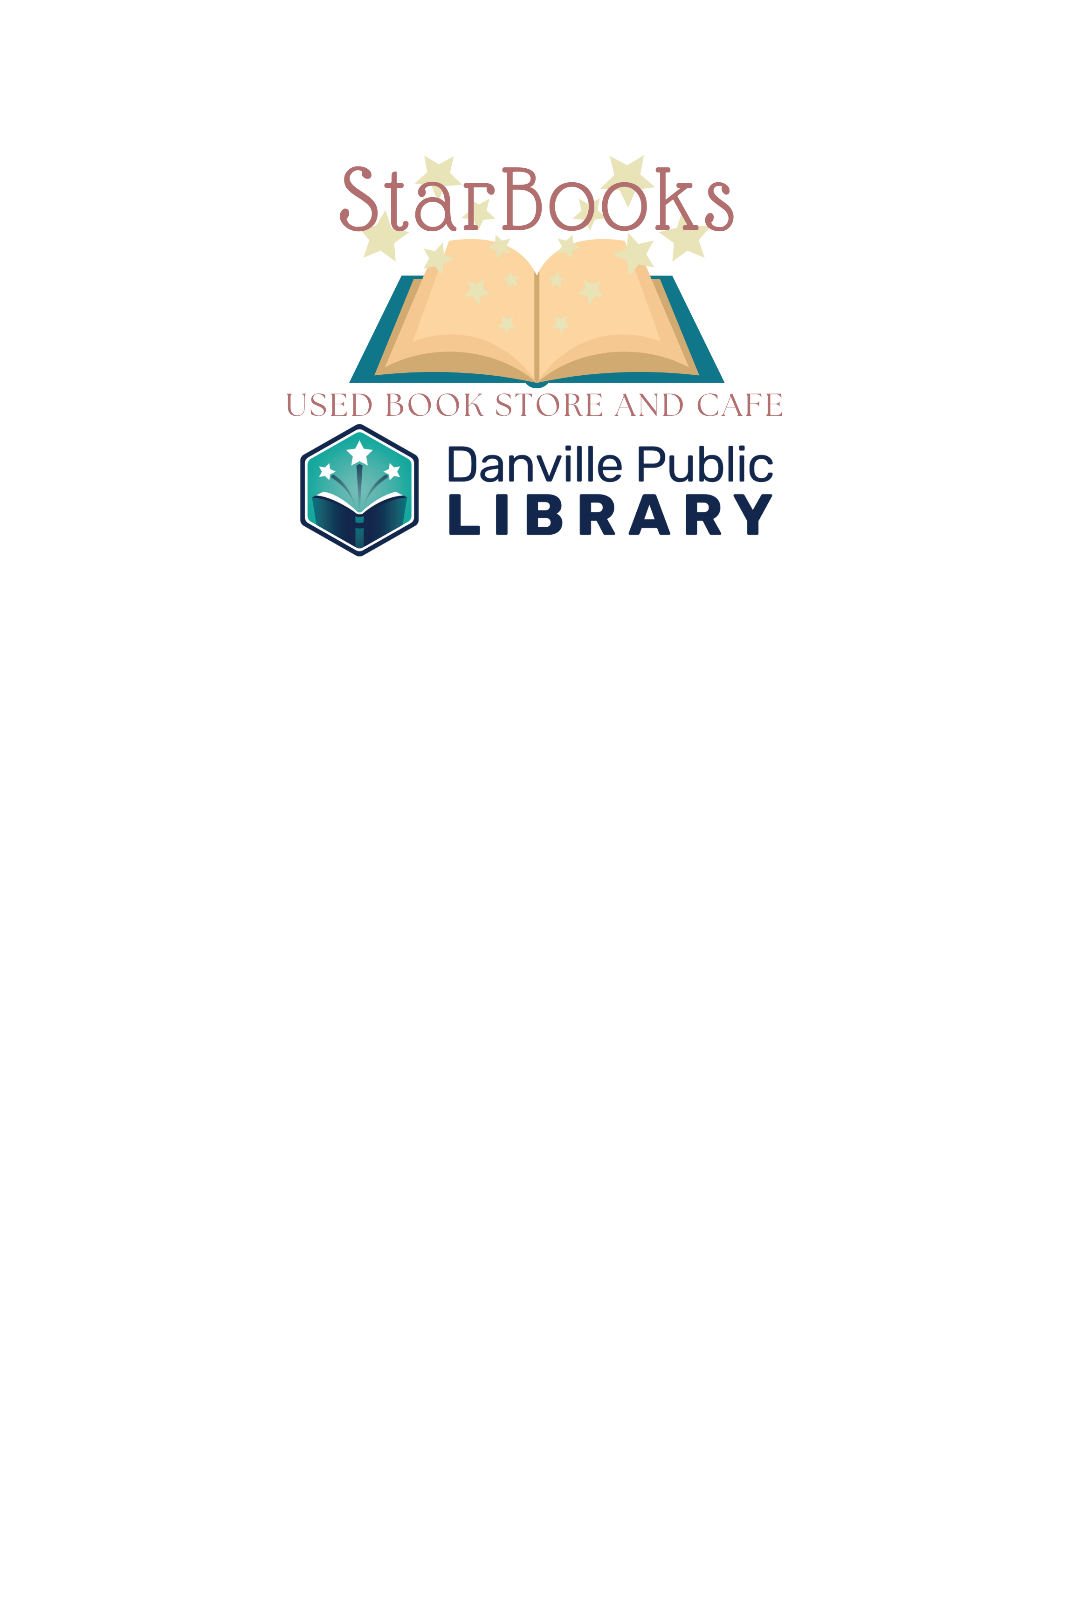 StarBooks
USED BOOK STORE AND CAFE
Danville Public
LIBRARY